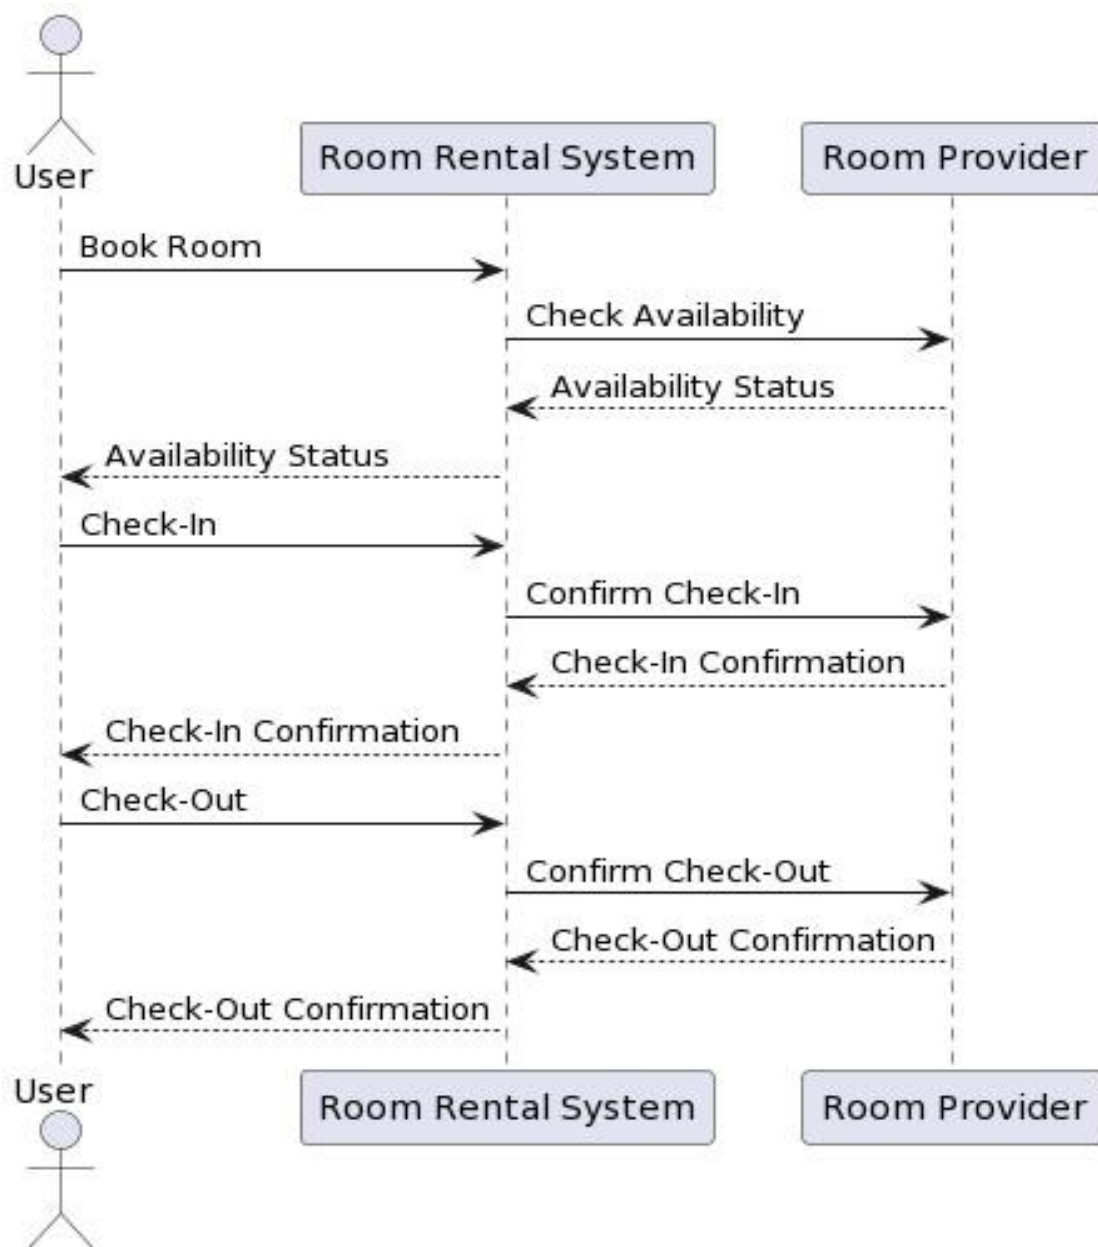 User
Room Rental System
Room Provider
Book Room
Check Availability
Availability Status
Availability Status
Check-In
Confirm Check-In
Check-In Confirmation
Check-In Confirmation
Check-Out
Confirm Check-Out
Check-Out Confirmation
Check-Out Confirmation
User
Room Rental System
Room Provider